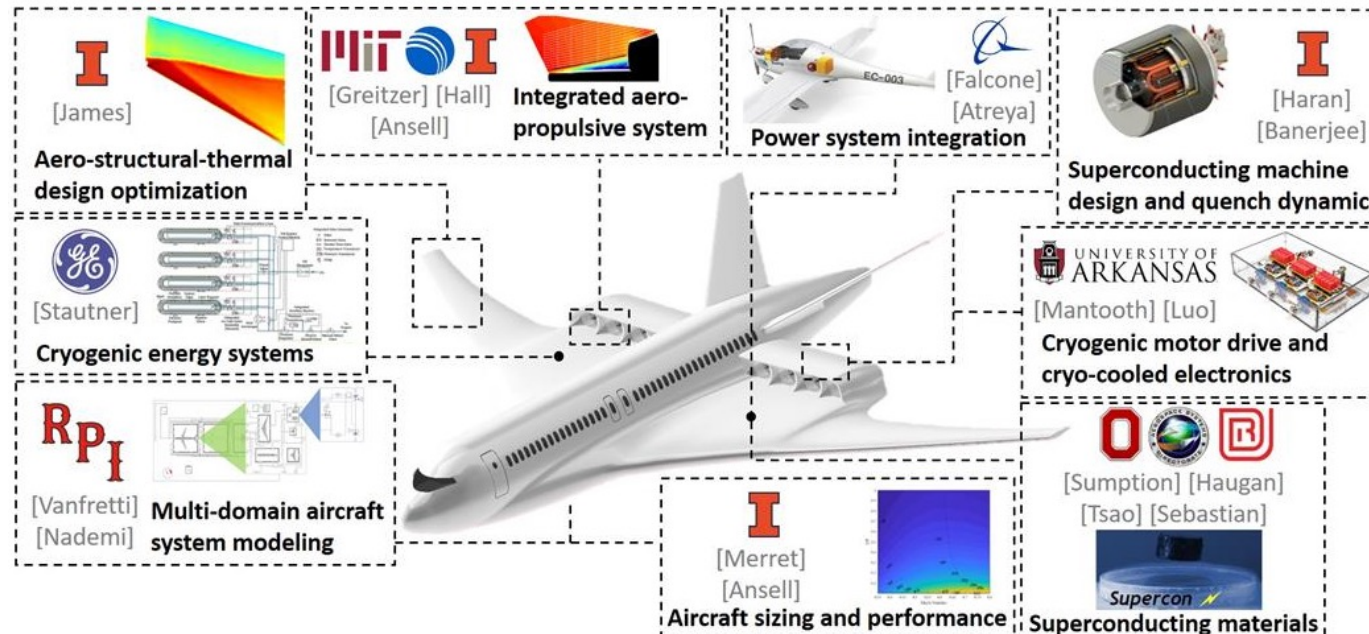 I
[James]
Aero-structural-thermal
design optimization
MIT I
[Greitzer] [Hall]
[Ansell]
Integrated aero-
propulsive system
EC-003
[Falcone]
[Atreya]
Power system integration
I
[Haran]
[Banerjee]
Superconducting machine
design and quench dynamic
GE
[Stautner]
Cryogenic energy systems
UNIVERSITY OF
ARKANSAS
[Mantooth] [Luo]
Cryogenic motor drive and
cryo-cooled electronics
RPI
[Vanfretti]
[Nademi]
Multi-domain aircraft
system modeling
I
[Merret]
[Ansell]
Aircraft sizing and performance
O
[Sumption] [Haugan]
[Tsao] [Sebastian]
Supercon
Superconducting materials